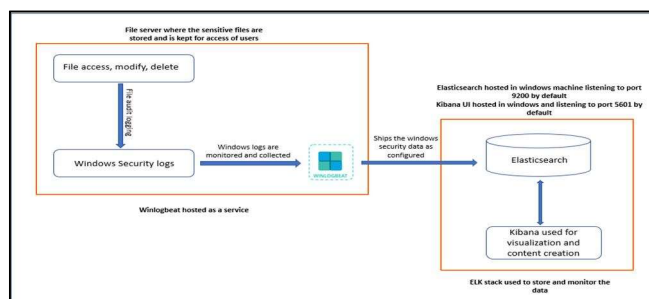 File server where the sensitive files are
stored and is kept for access of users
File access, modify, delete
File audit logging
Windows Security logs
Windows logs are
monitored and collected
WINLOGBEAT
Winlogbeat hosted as a service
Ships the windows
security data as
configured
Elasticsearch hosted in windows machine listening to port
9200 by default
Kibana UI hosted in windows and listening to port 5601 by
default
Elasticsearch
Kibana used for
visualization and
content creation
ELK stack used to store and monitor the
data